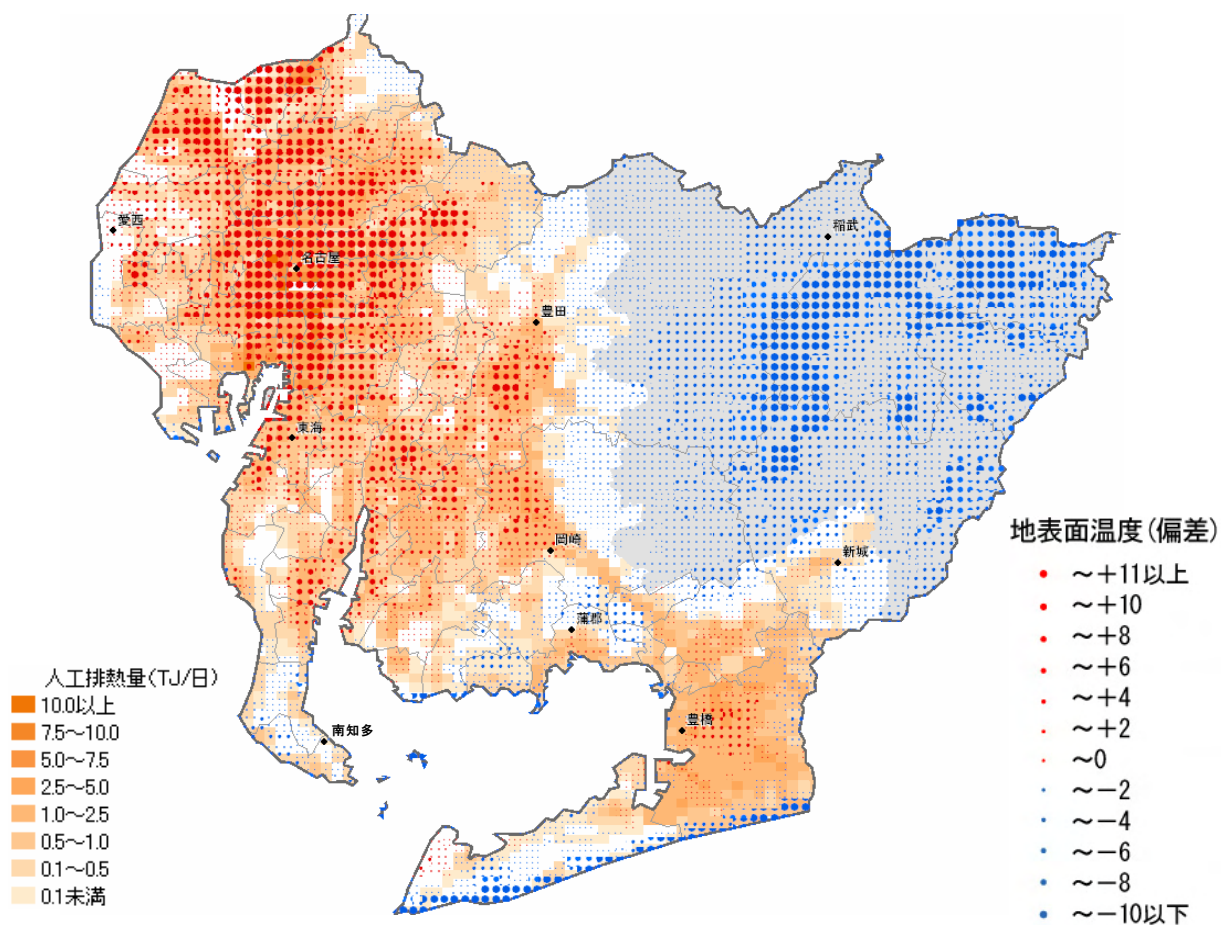 稲武
愛西
名古屋
豊田
東海
岡崎
新城
蒲郡
豊橋
南知多
地表面温度(偏差)
～+11以上
～+10
～+8
～+6
～+4
～+2
～0
～－2
～－4
～－6
～－8
～－10以下
人工排熱量(TJ/日)
10.0以上
7.5～10.0
5.0～7.5
2.5～5.0
1.0～2.5
0.5～1.0
0.1～0.5
0.1未満